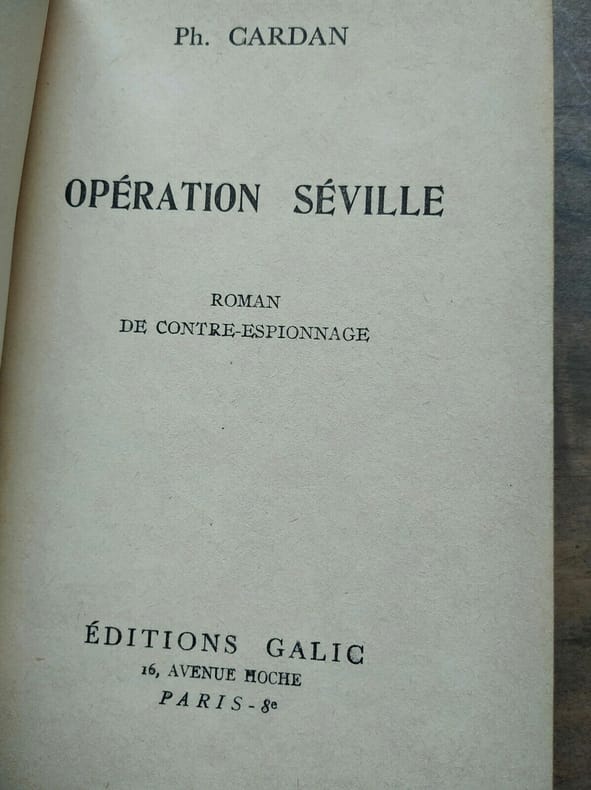 Ph. CARDAN
OPÉRATION SÉVILLE
ROMAN
DE CONTRE-ESPIONNAGE
ÉDITIONS GALIC
16, AVENUE HOCHE
PARIS-8e